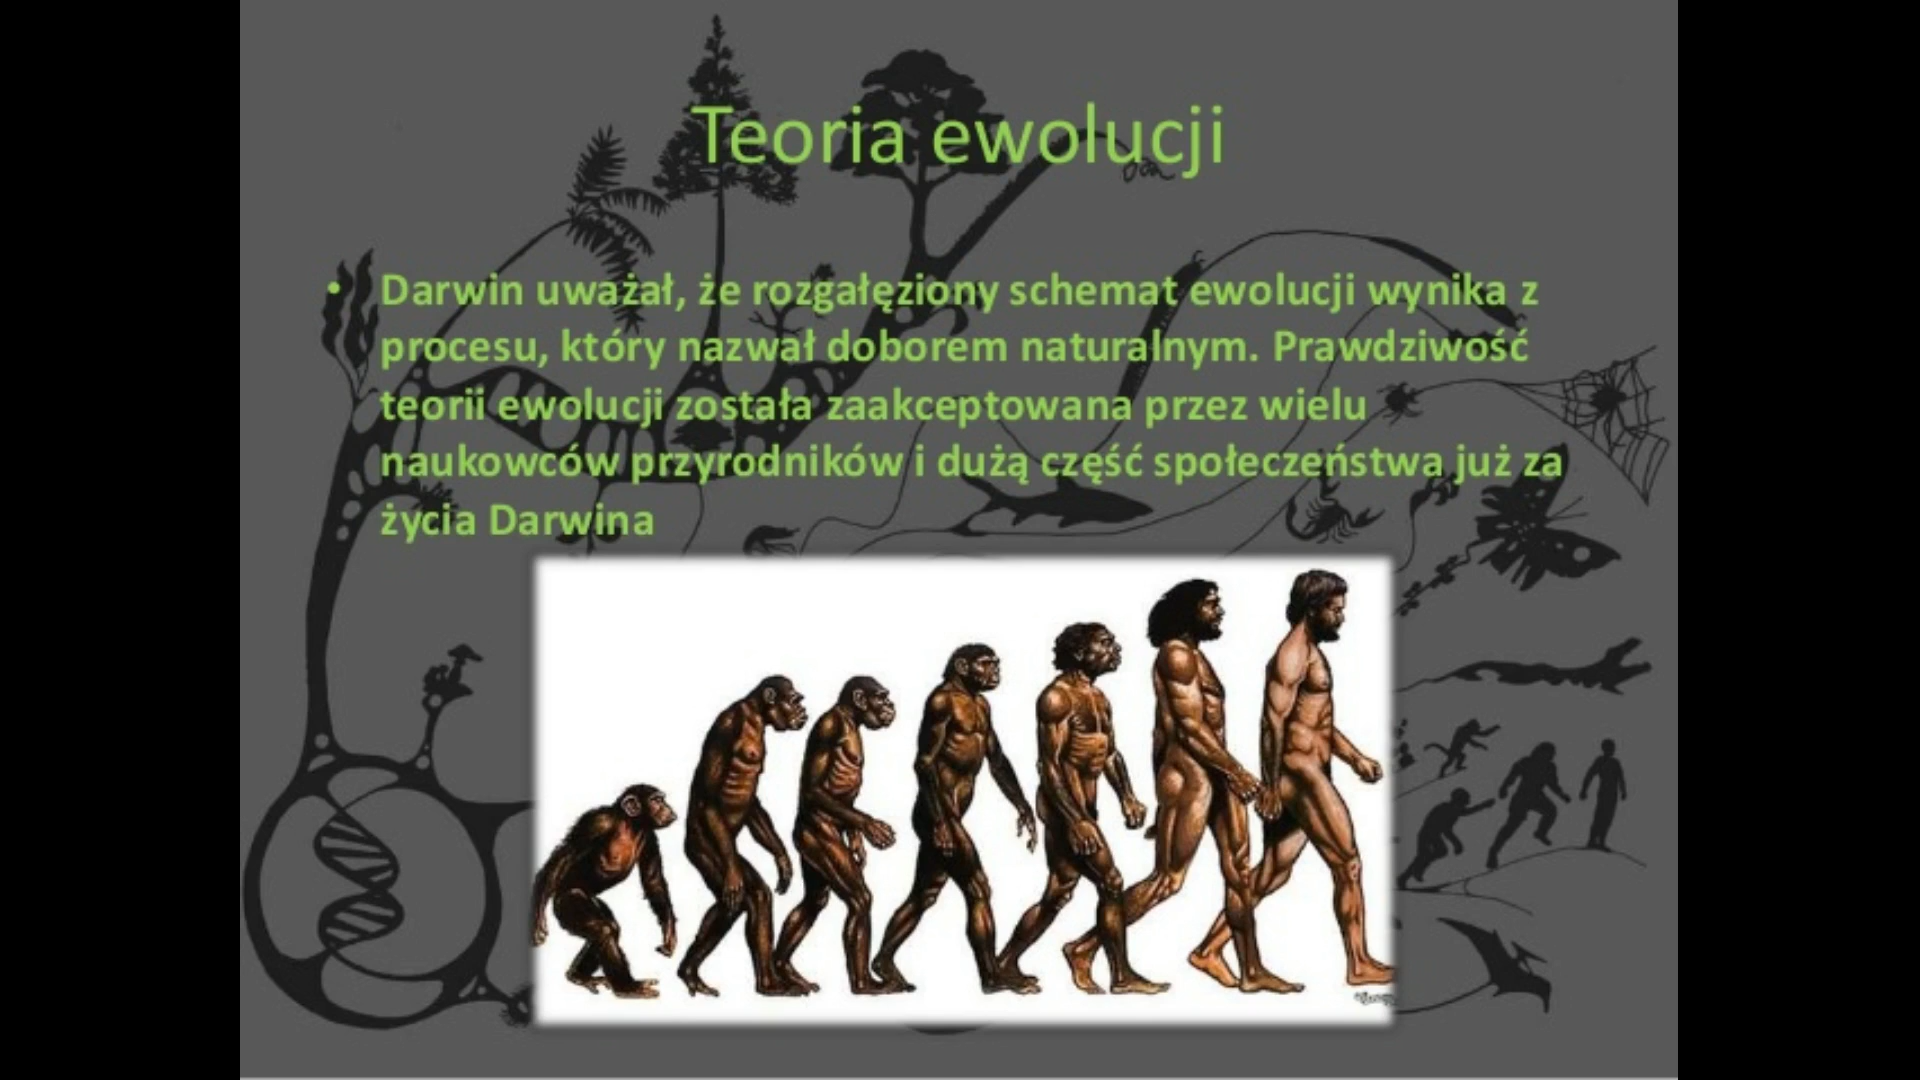 Teoria ewolucji
• Darwin uważał, że rozgałęziony schemat ewolucji wynika z
procesu, który nazwał doborem naturalnym. Prawdziwość
teorii ewolucji została zaakceptowana przez wielu
naukowców przyrodników i dużą część społeczeństwa już za
życia Darwina